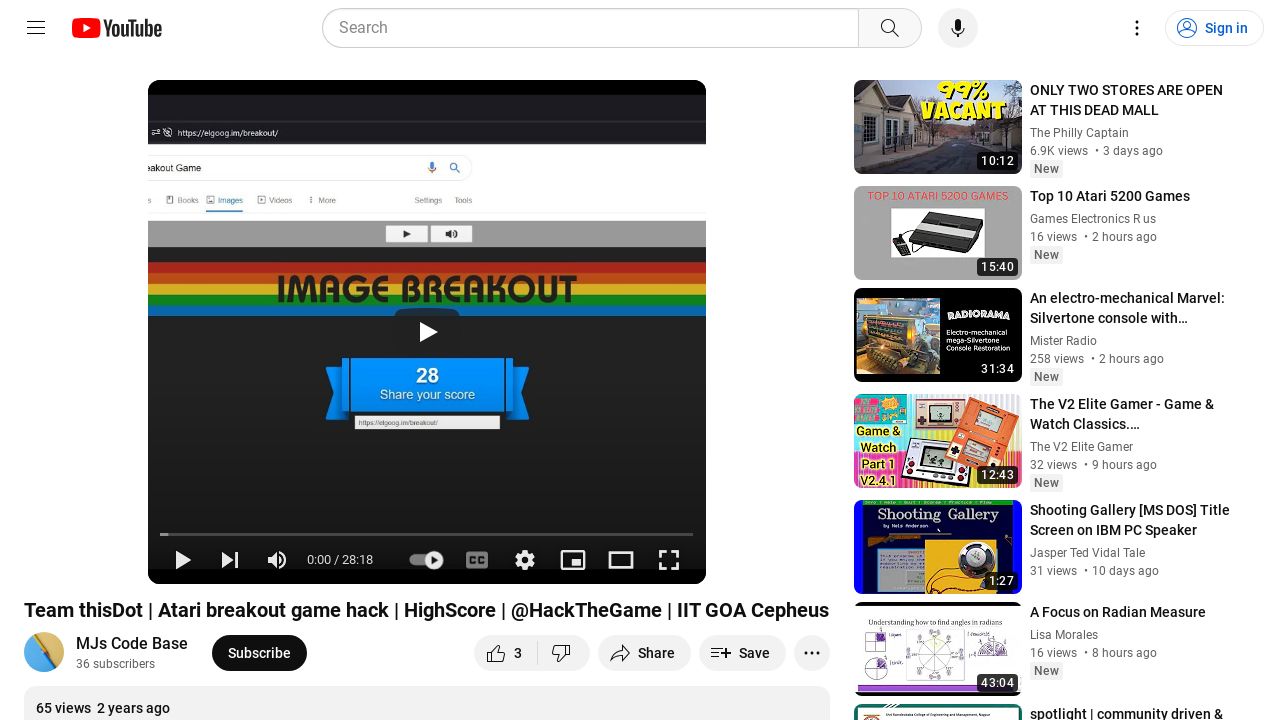 YouTube
Search
Sign in
https://elgoog.im/breakout/
eakout Game
Books
Images
Videos
More
Settings
Tools
IMAGE BREAKOUT
28
Share your score
https://elgoog.im/breakout/
0:00 / 28:18
Team thisDot | Atari breakout game hack | HighScore | @HackTheGame | IIT GOA Cepheus
MJs Code Base
36 subscribers
Subscribe
3
Share
Save
65 views 2 years ago
99%
VACANT
10:12
ONLY TWO STORES ARE OPEN
AT THIS DEAD MALL
The Philly Captain
6.9K views • 3 days ago
New
TOP 10 ATARI 5200 GAMES
15:40
Top 10 Atari 5200 Games
Games Electronics R us
16 views • 2 hours ago
New
RADIORAMA
Electro-mechanical
mega-Silvertone
Console Restoration
31:34
An electro-mechanical Marvel:
Silvertone console with…
Mister Radio
258 views • 2 hours ago
New
Game &
Watch
Part 1
V2.4.1
12:43
The V2 Elite Gamer - Game &
Watch Classics.…
The V2 Elite Gamer
32 views • 9 hours ago
New
Shooting Gallery
by Nels Anderson
1:27
Shooting Gallery [MS DOS] Title
Screen on IBM PC Speaker
Jasper Ted Vidal Tale
31 views • 10 days ago
Understanding how to find angles in radians
43:04
A Focus on Radian Measure
Lisa Morales
16 views • 8 hours ago
New
spotlight | community driven &